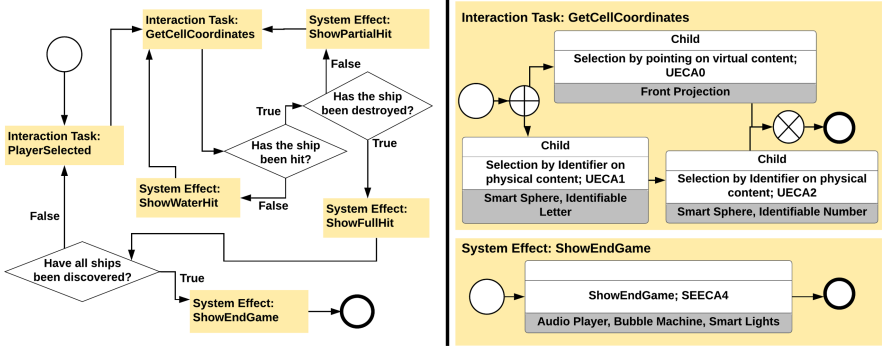 Interaction Task:
GetCellCoordinates
System Effect:
ShowPartialHit
False
Has the ship
been destroyed?
True
Interaction Task:
PlayerSelected
Has the ship
been hit?
True
System Effect:
ShowWaterHit
False
System Effect:
ShowFullHit
False
Have all ships
been discovered?
True
System Effect:
ShowEndGame
Interaction Task: GetCellCoordinates
Child
Selection by pointing on virtual content;
UECA0
Front Projection
Child
Selection by Identifier on
physical content; UECA1
Smart Sphere, Identifiable
Letter
Child
Selection by Identifier on physical
content; UECA2
Smart Sphere, Identifiable Number
System Effect: ShowEndGame
ShowEndGame; SEECA4
Audio Player, Bubble Machine, Smart Lights